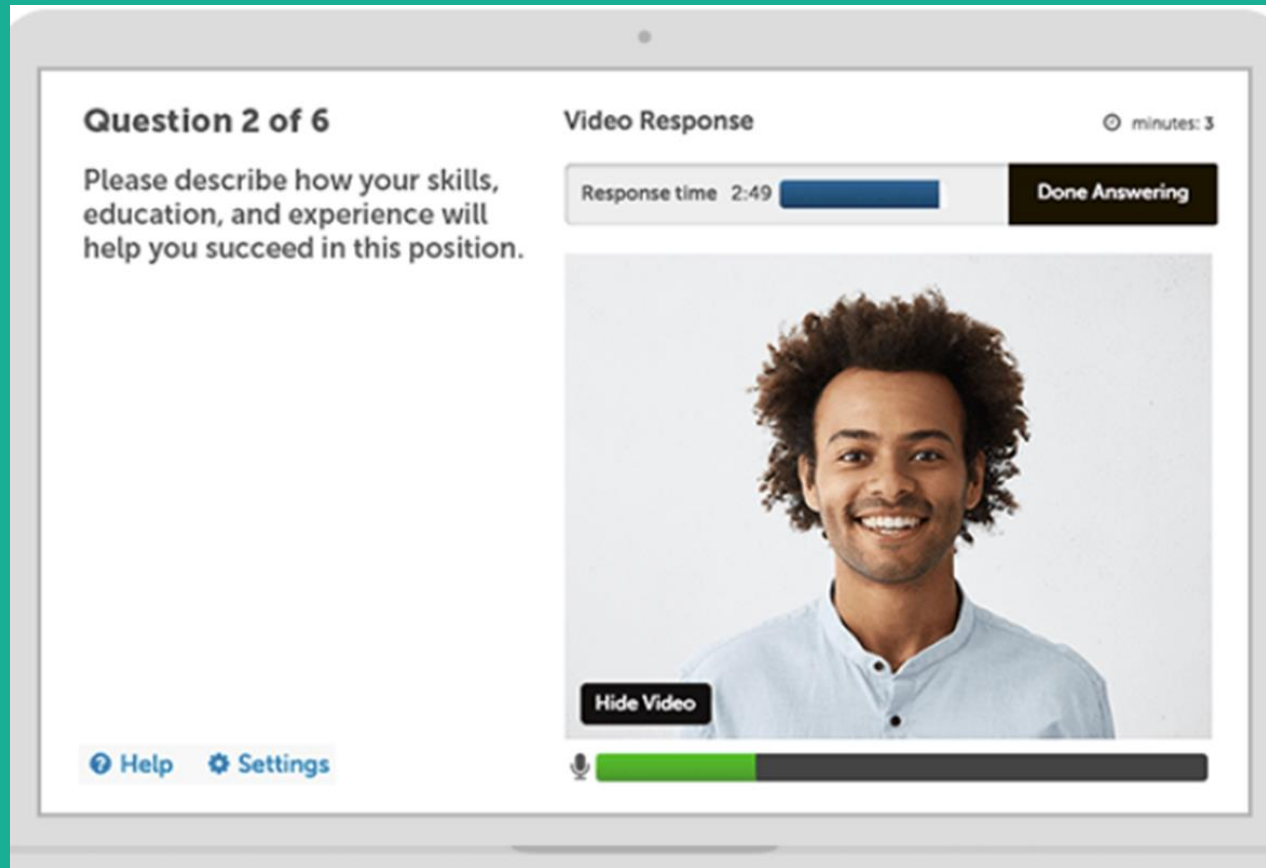 Question 2 of 6
Please describe how your skills,
education, and experience will
help you succeed in this position.
Help Settings
Video Response
minutes: 3
Response time 2:49
Done Answering
Hide Video